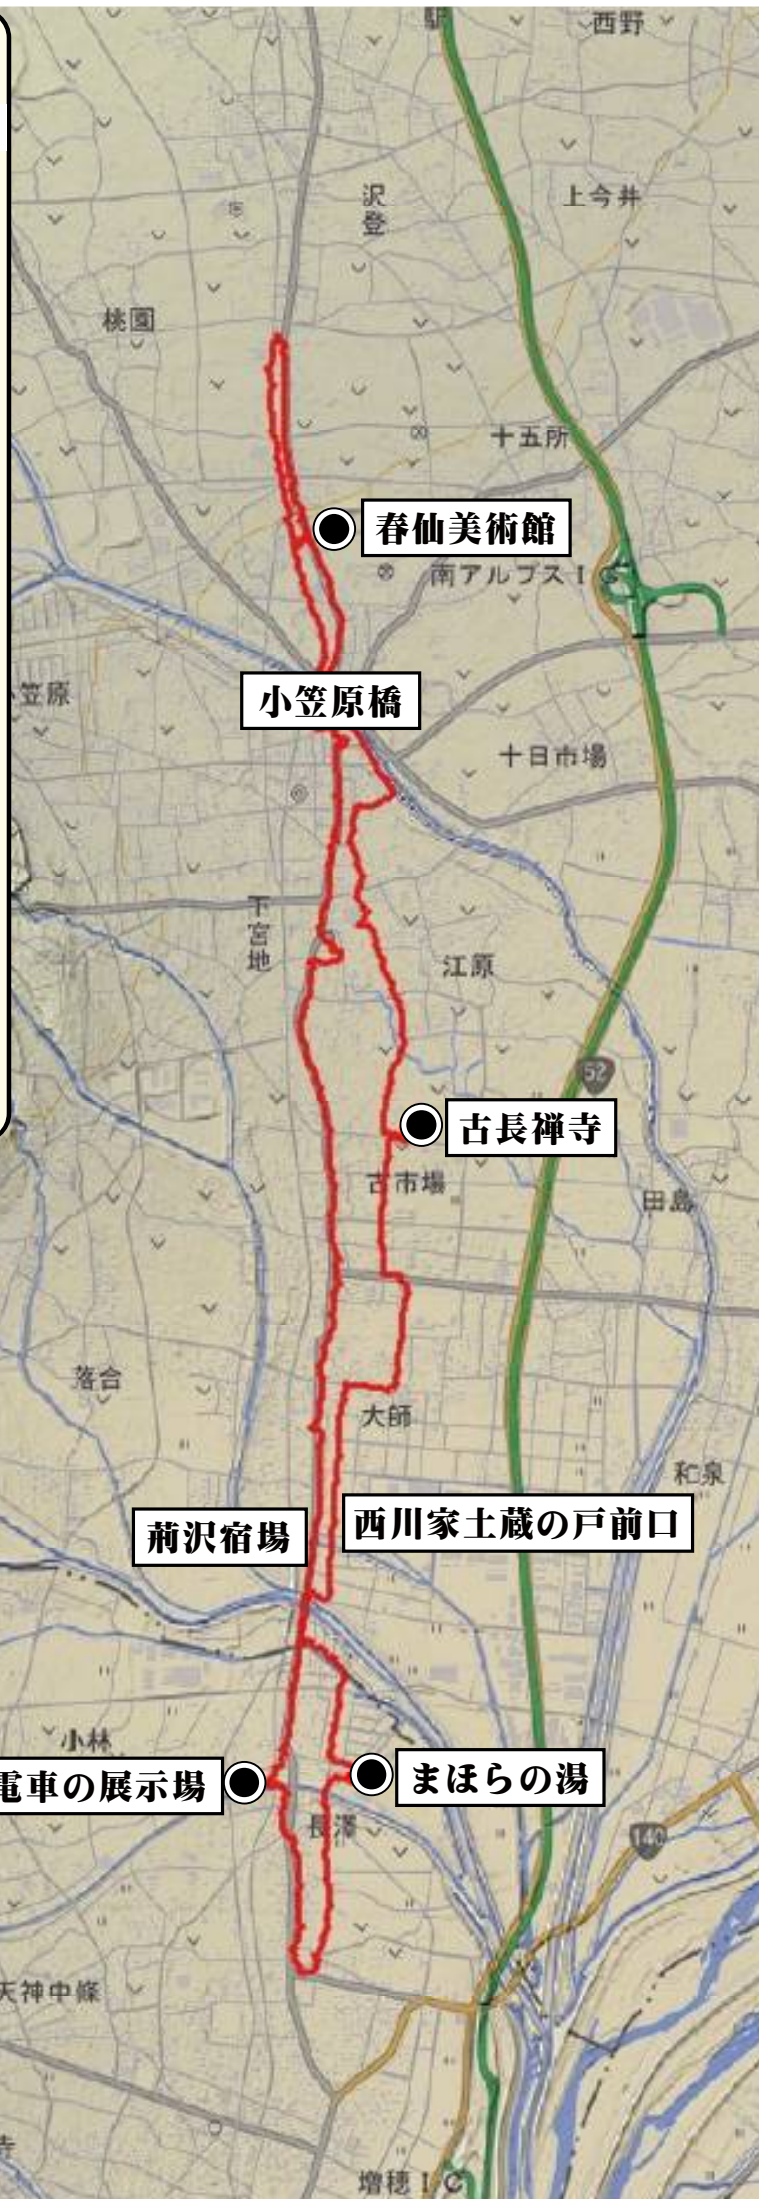 西野
沢登
上今井
桃園
十五所
春仙美術館
南アルプスIC
笠原
小笠原橋
十日市場
下宮地
江原
52
古長禅寺
古市場
田島
落合
大師
和泉
荊沢宿場
西川家土蔵の戸前口
小林
電車の展示場
まほらの湯
長澤
140
天神中條
寺
増穂IC